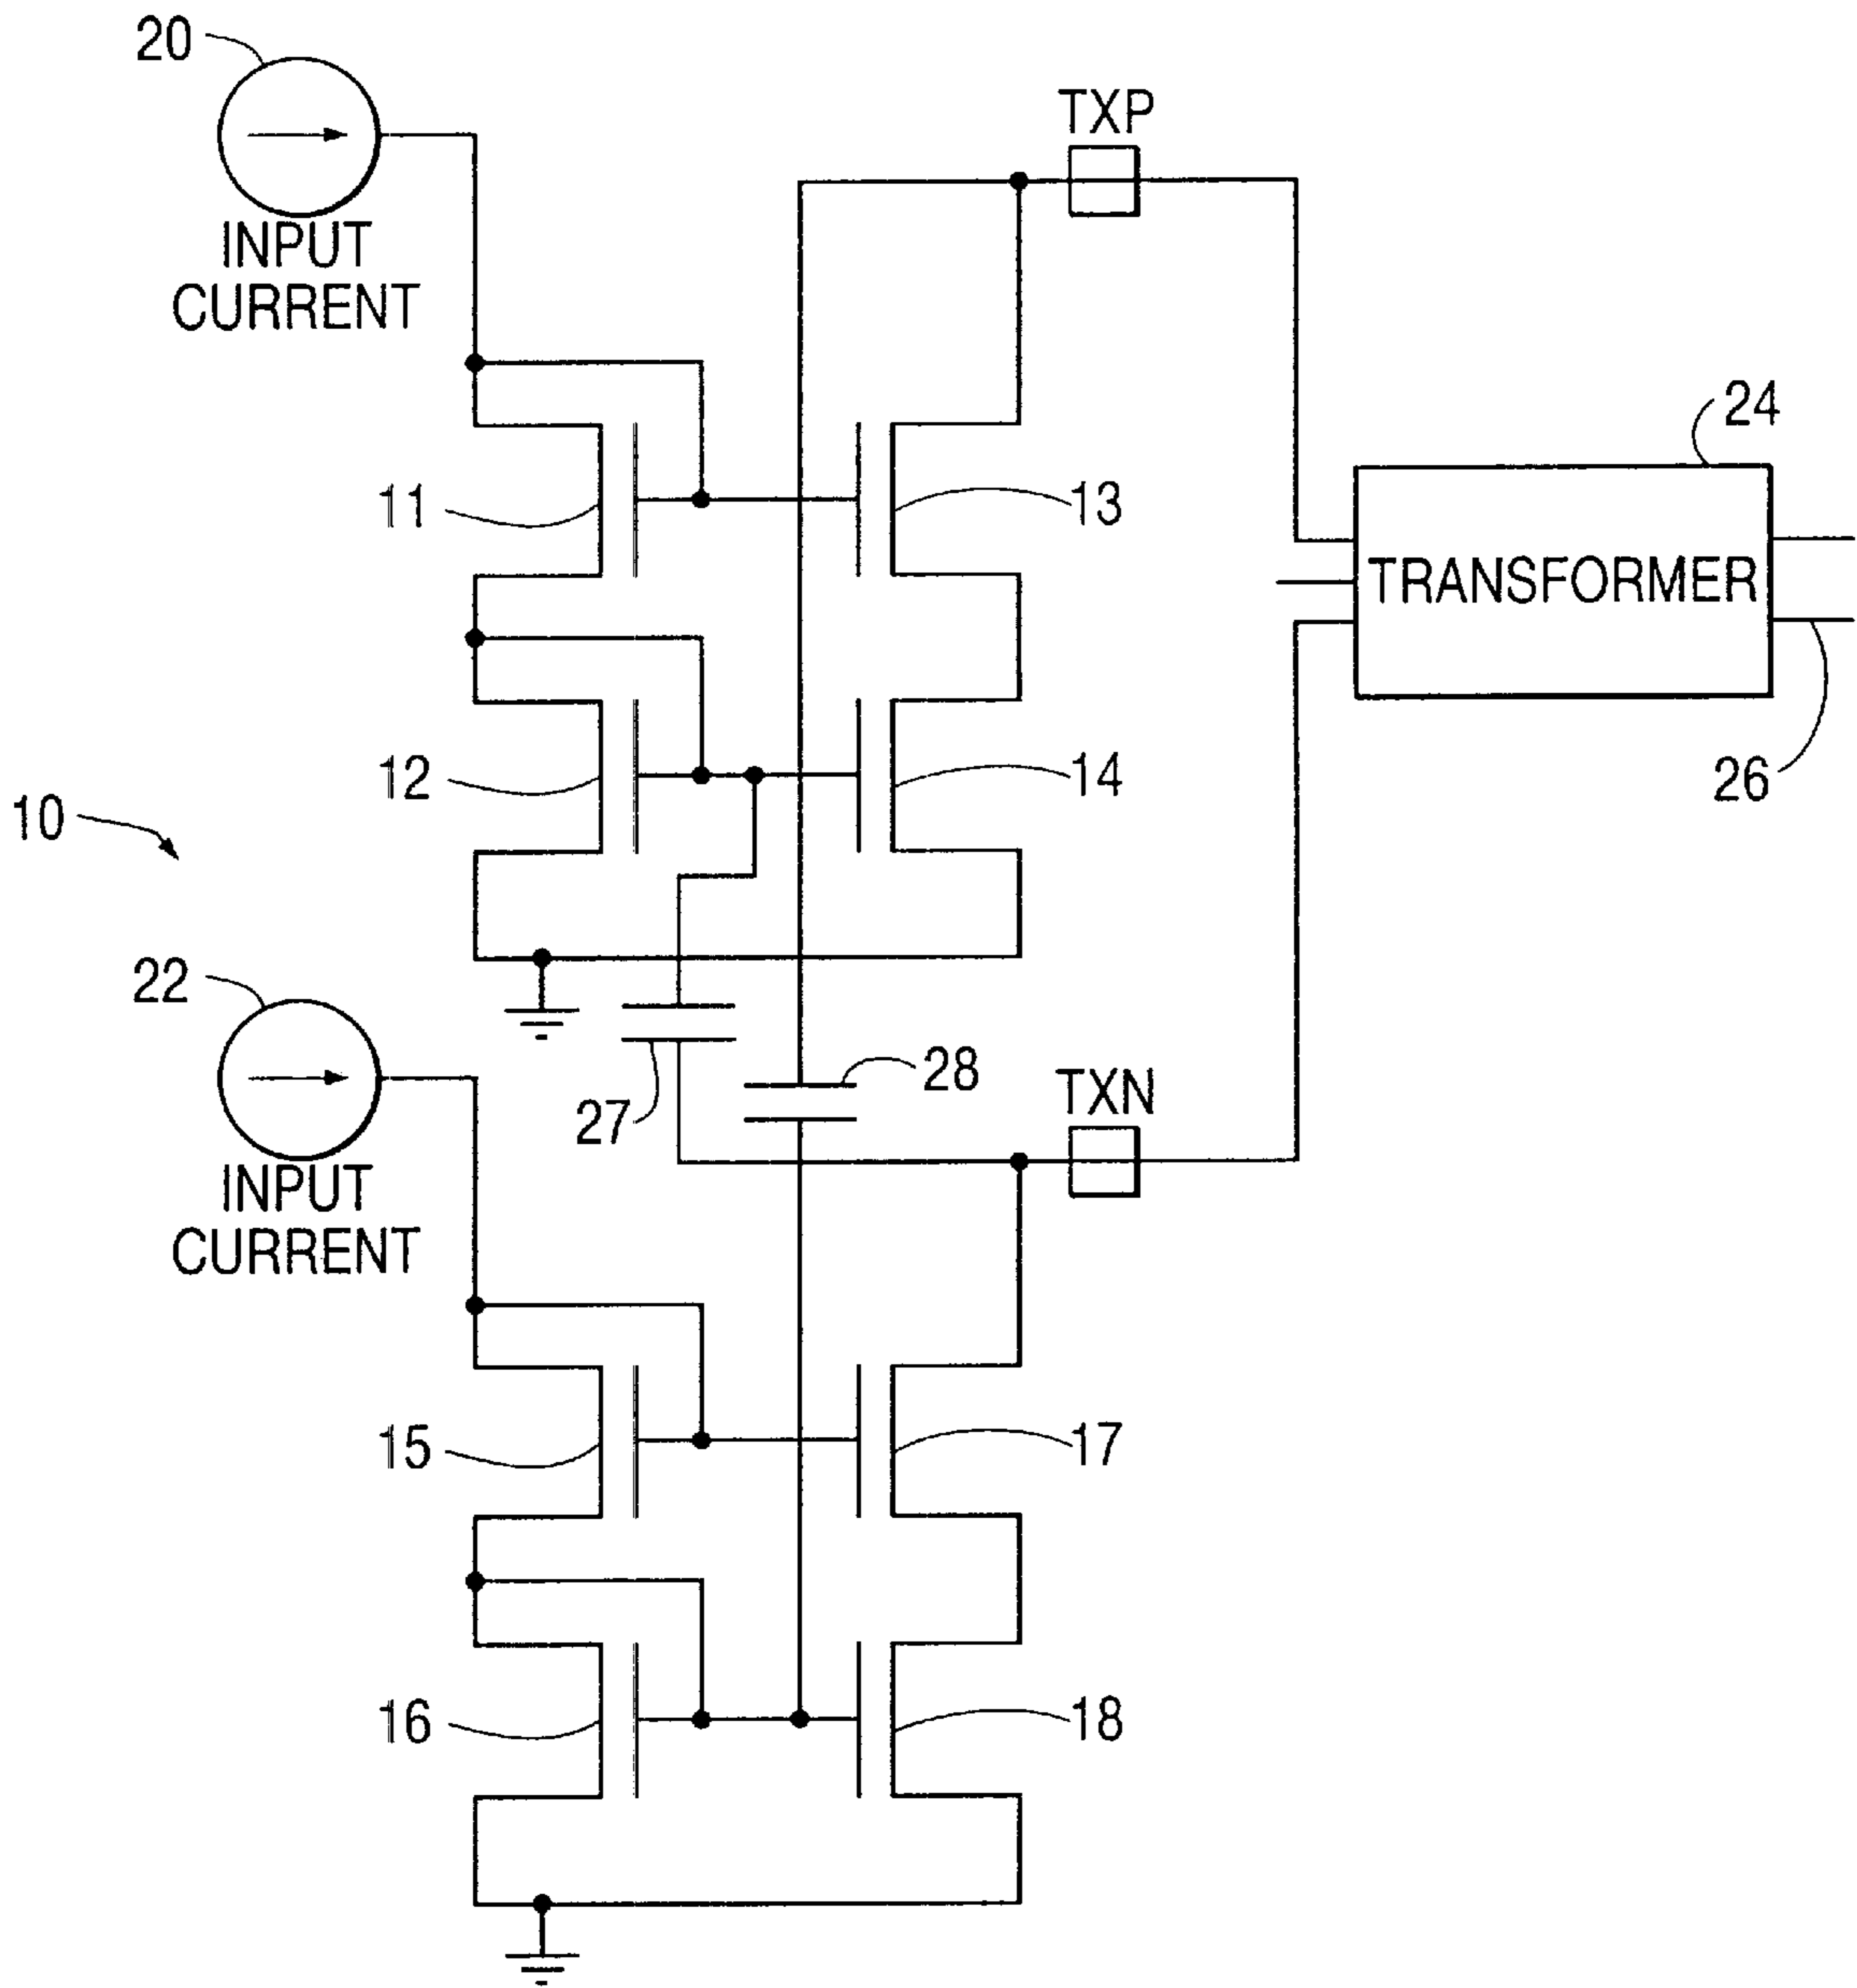 20
INPUT
CURRENT
TXP
24
11
13
TRANSFORMER
12
14
26
10
22
INPUT
CURRENT
27
28
TXN
15
17
16
18